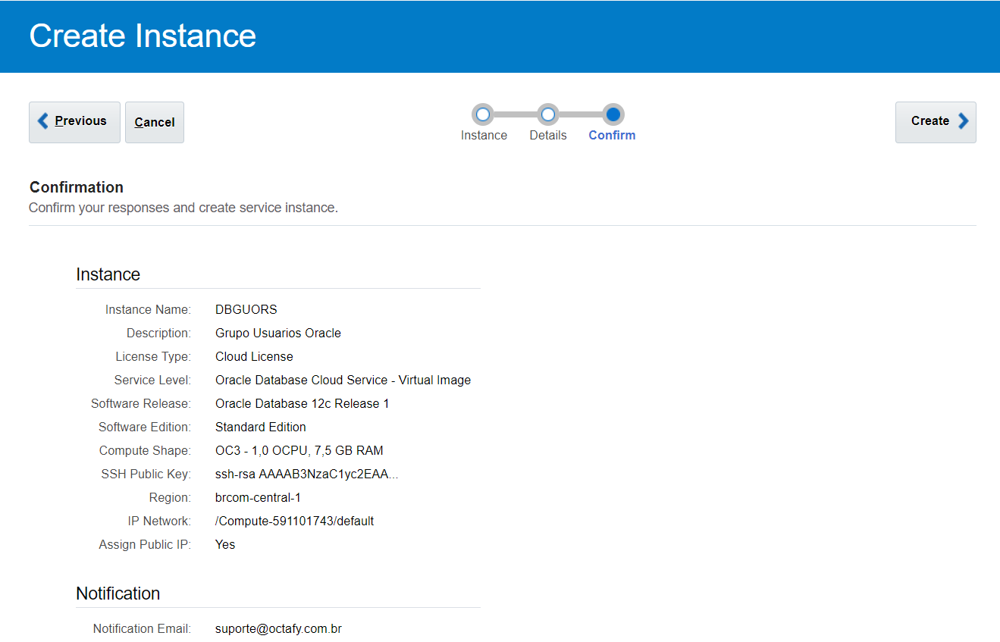 Create Instance
Previous
Cancel
Instance
Details
Confirm
Create
Confirmation
Confirm your responses and create service instance.
Instance
Instance Name: DBGUORS
Description: Grupo Usuarios Oracle
License Type: Cloud License
Service Level: Oracle Database Cloud Service - Virtual Image
Software Release: Oracle Database 12c Release 1
Software Edition: Standard Edition
Compute Shape: OC3 - 1,0 OCPU, 7,5 GB RAM
SSH Public Key: ssh-rsa AAAAB3NzaC1yc2EAA...
Region: brcom-central-1
IP Network: /Compute-591101743/default
Assign Public IP: Yes
Notification
Notification Email: suporte@octafy.com.br